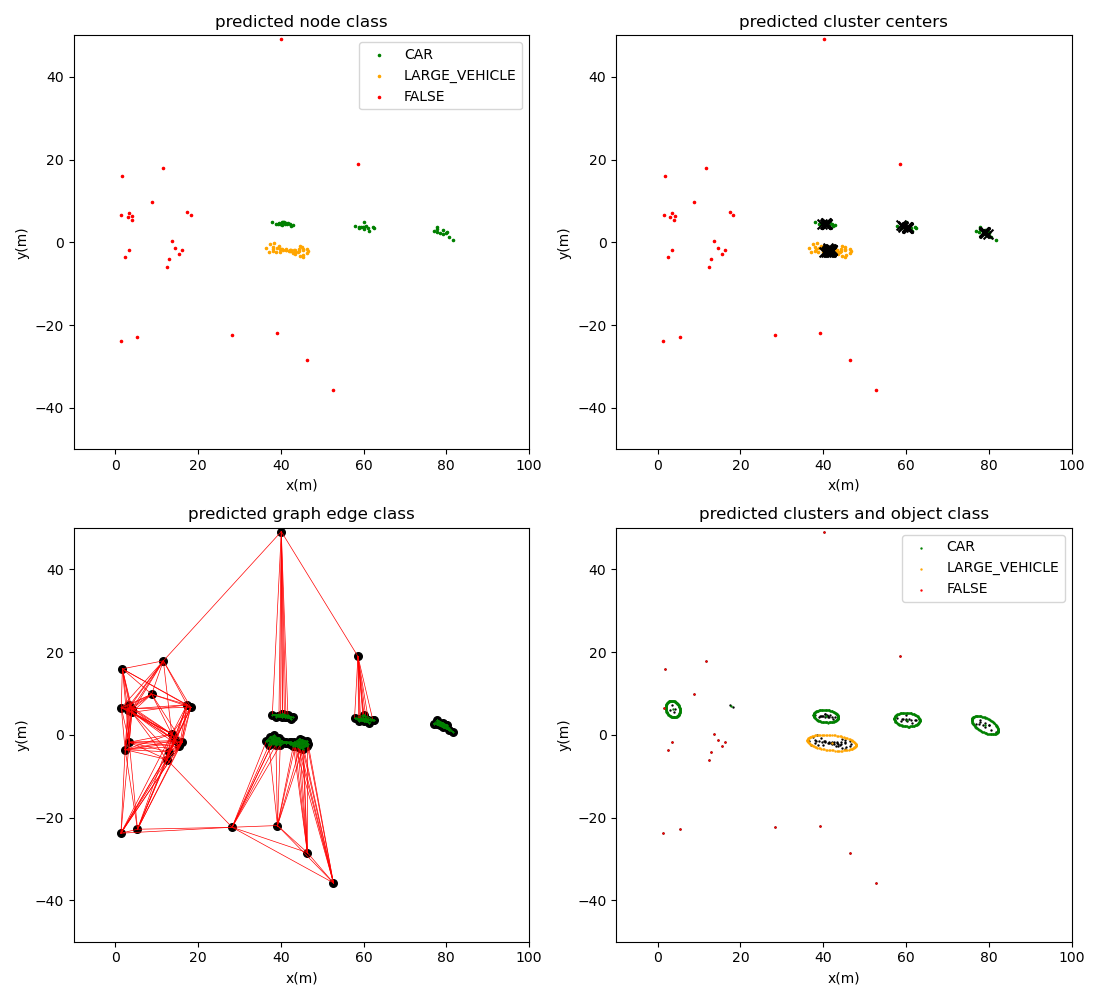 predicted node class
CAR
LARGE_VEHICLE
FALSE
40
20
0
−20
−40
y(m)
0 20 40 60 80 100
x(m)
predicted cluster centers
40
20
0
−20
−40
y(m)
0 20 40 60 80 100
x(m)
predicted graph edge class
40
20
0
−20
−40
y(m)
0 20 40 60 80 100
x(m)
predicted clusters and object class
CAR
LARGE_VEHICLE
FALSE
40
20
0
−20
−40
y(m)
0 20 40 60 80 100
x(m)